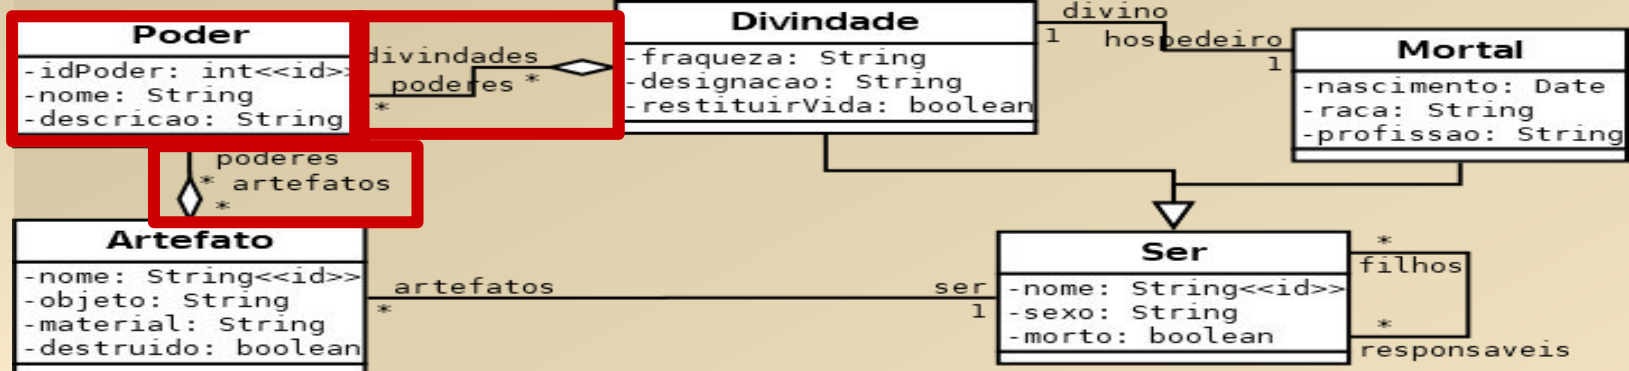 Poder
-idPoder: int<<id>>
-nome: String
-descricao: String
divindades
*
poderes
*
Divindade
-fraqueza: String
-designacao: String
-restituirVida: boolean
divino
1
hospedeiro
1
Mortal
-nascimento: Date
-raca: String
-profissao: String
poderes
*
artefatos
*
Artefato
-nome: String<<id>>
-objeto: String
-material: String
-destruido: boolean
artefatos
*
ser
1
Ser
-nome: String<<id>>
-sexo: String
-morto: boolean
*
filhos
*
responsaveis